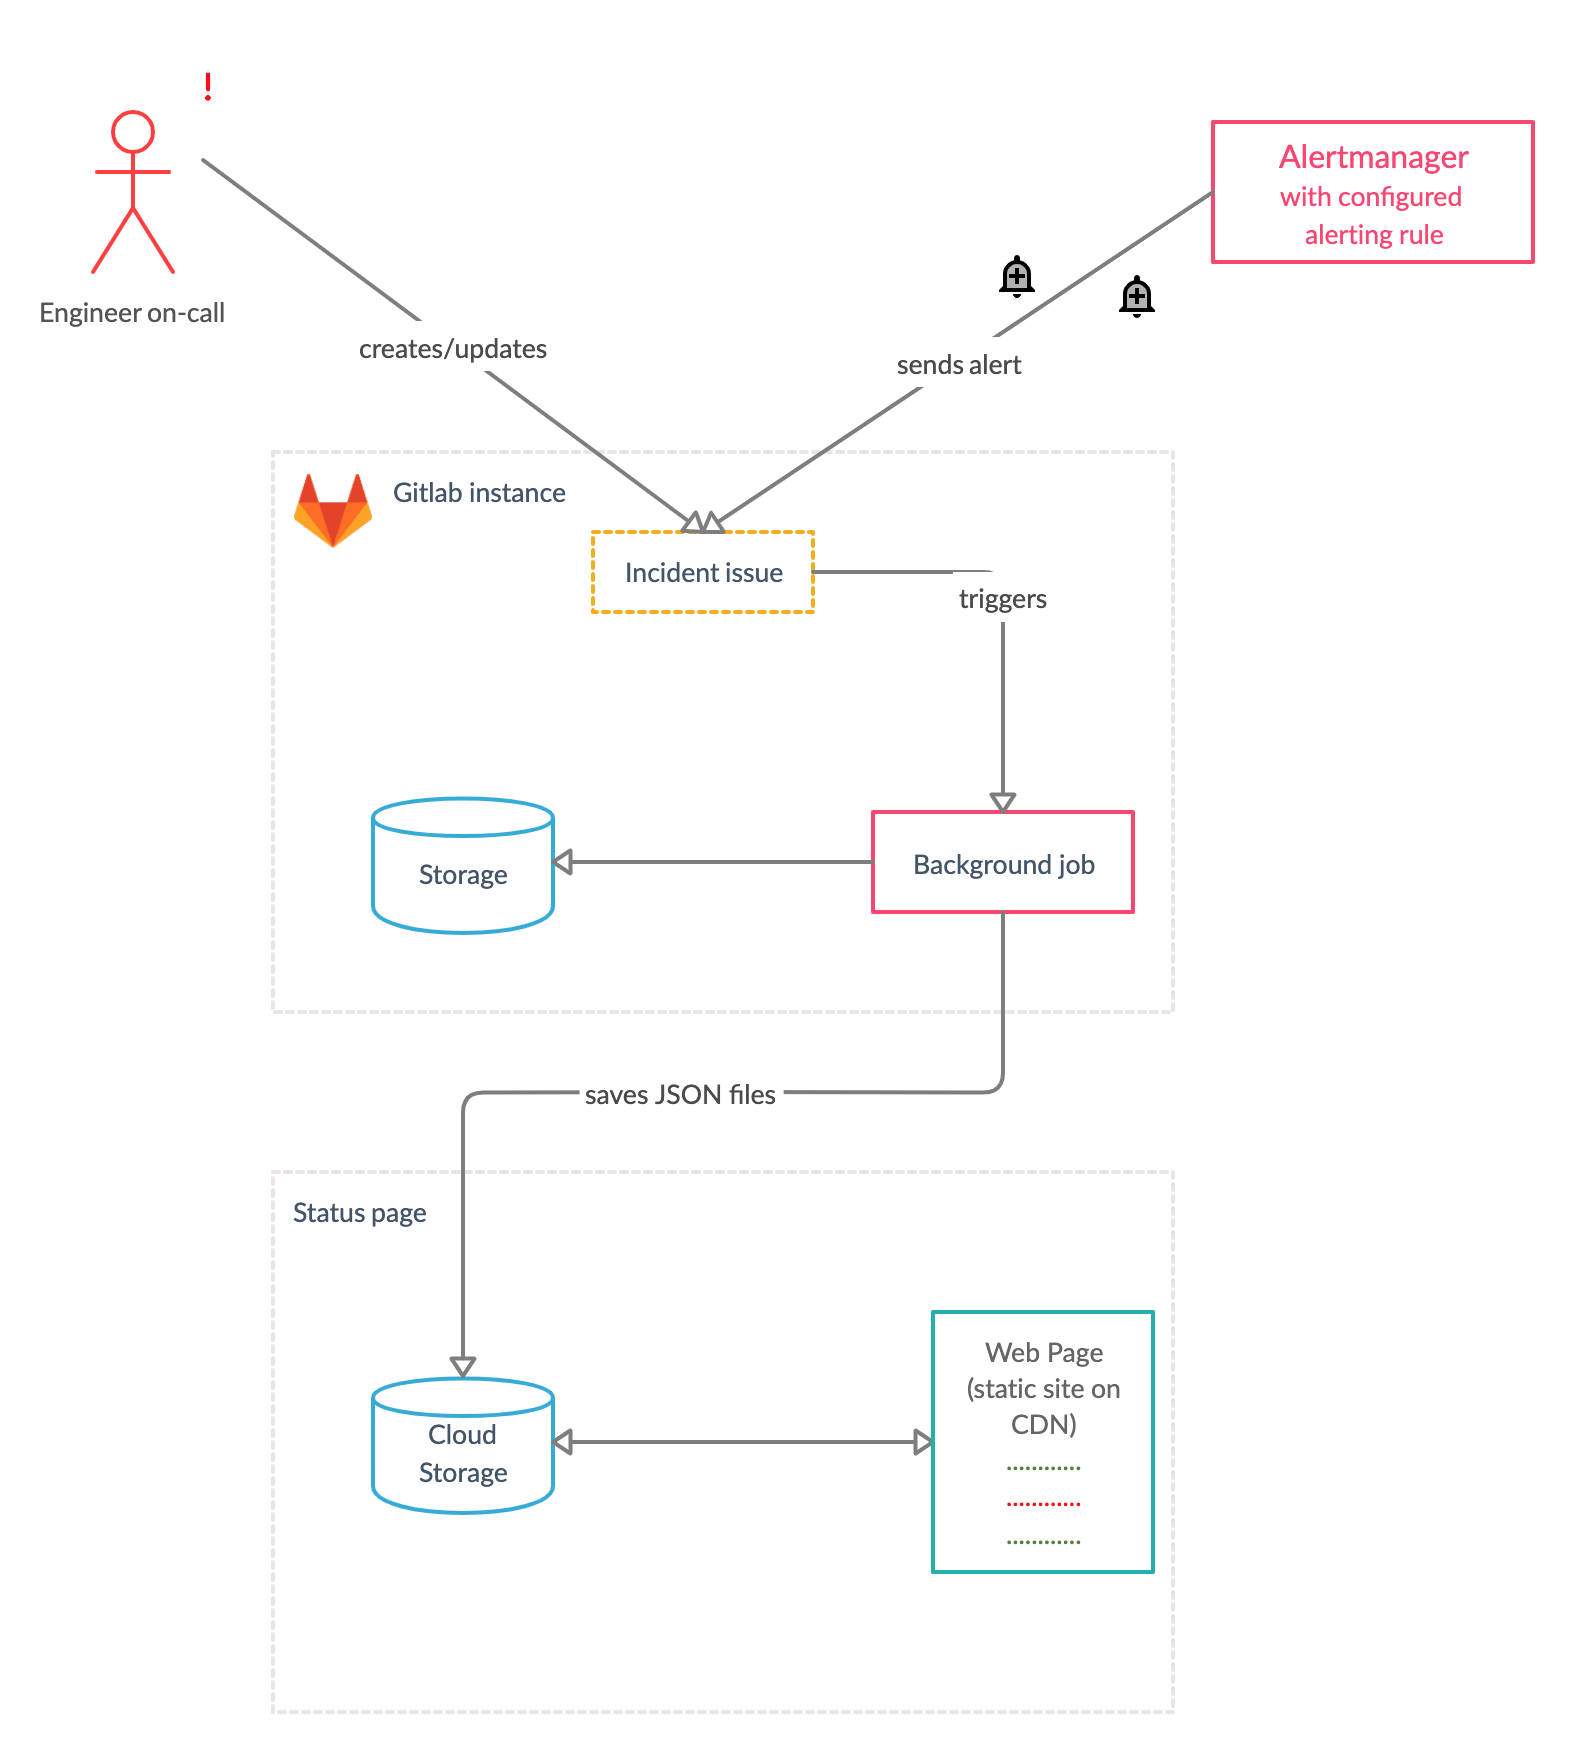 !
Engineer on-call
Alertmanager
with configured
alerting rule
creates/updates
sends alert
Gitlab instance
Incident issue
triggers
Storage
Background job
saves JSON files
Status page
Cloud
Storage
Web Page
(static site on
CDN)
............
............
............